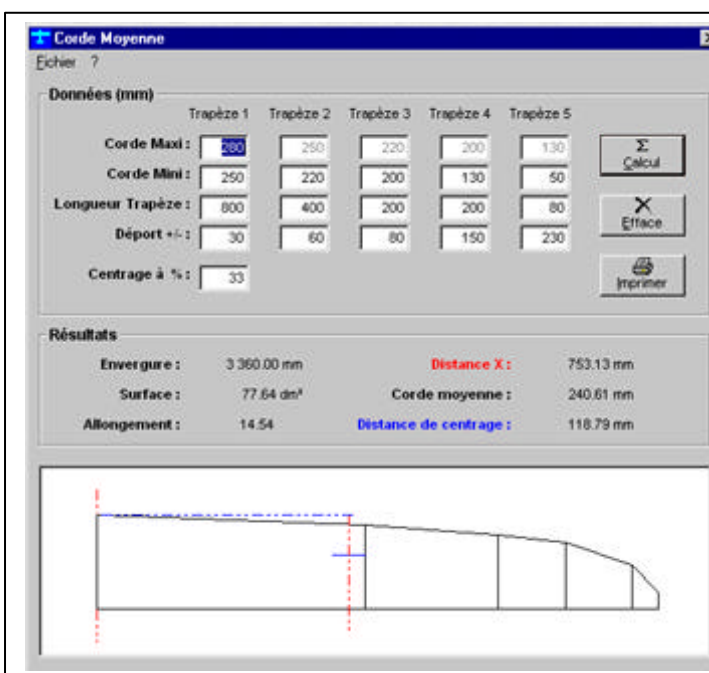 Corde Moyenne
Fichier ?
Données (mm)
Trapèze 1 Trapèze 2 Trapèze 3 Trapèze 4 Trapèze 5
Corde Maxi : 280 250 220 200 130
Σ Calcul
Corde Mini : 250 220 200 130 50
Longueur Trapèze : 800 400 200 200 80
Efface
Déport +/- : 30 60 80 150 230
Centrage à % : 33
Imprimer
Résultats
Envergure : 3 360.00 mm Distance X : 753.13 mm
Surface : 77.64 dm² Corde moyenne : 240.61 mm
Allongement : 14.54 Distance de centrage : 118.79 mm